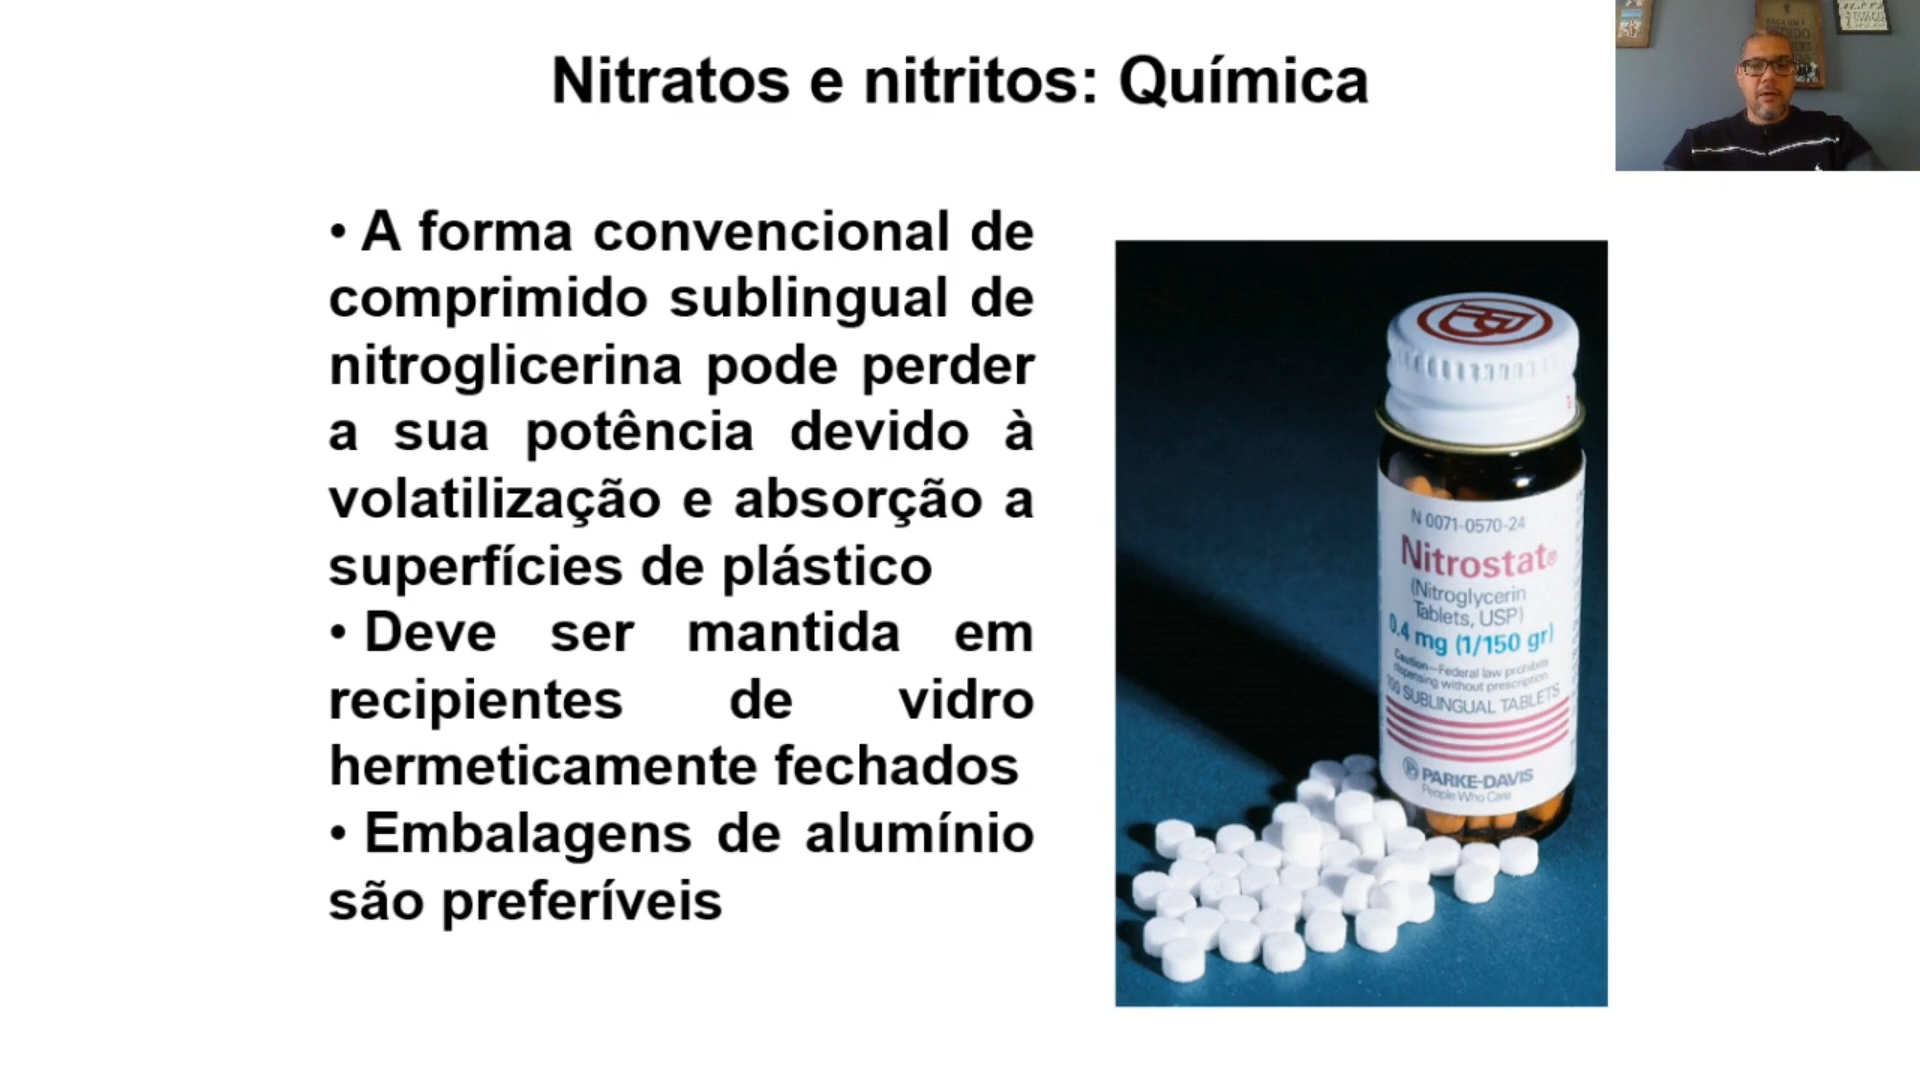 Nitratos e nitritos: Química
• A forma convencional de
comprimido sublingual de
nitroglicerina pode perder
a sua potência devido à
volatilização e absorção a
superfícies de plástico
• Deve ser mantida em
recipientes de vidro
hermeticamente fechados
• Embalagens de alumínio
são preferíveis
N 0071-0570-24
Nitrostat®
(Nitroglycerin
Tablets, USP)
0.4 mg (1/150 gr)
Caution—Federal law prohibits
dispensing without prescription.
100 SUBLINGUAL TABLETS
PARKE-DAVIS
People Who Care